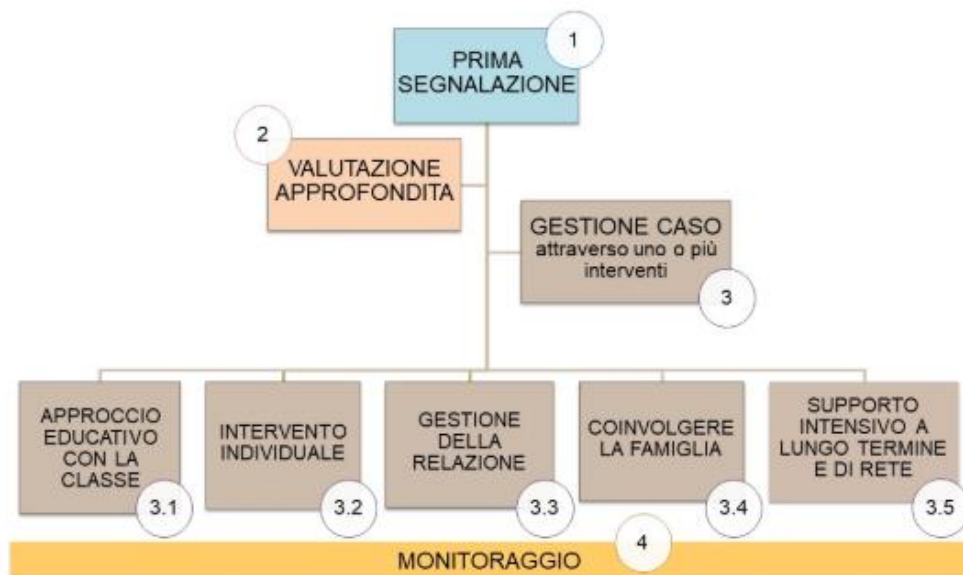 1
PRIMA
SEGNALAZIONE
2
VALUTAZIONE
APPROFONDITA
GESTIONE CASO
attraverso uno o più
interventi
3
APPROCCIO
EDUCATIVO
CON LA
CLASSE
3.1
INTERVENTO
INDIVIDUALE
3.2
GESTIONE
DELLA
RELAZIONE
3.3
COINVOLGERE
LA FAMIGLIA
3.4
SUPPORTO
INTENSIVO A
LUNGO TERMINE
E DI RETE
3.5
4
MONITORAGGIO